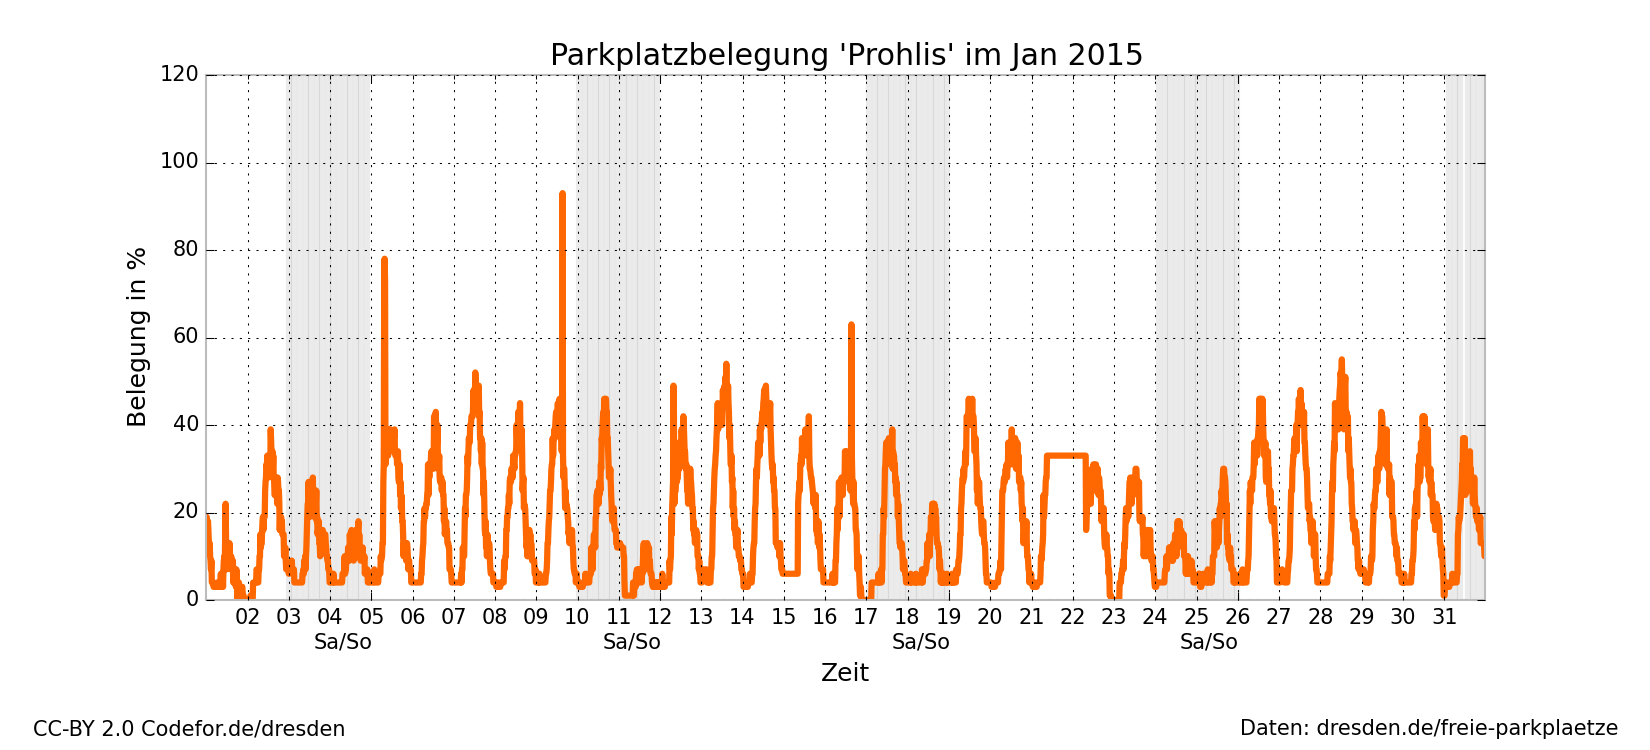 Parkplatzbelegung 'Prohlis' im Jan 2015
120
100
80
60
40
20
0
Belegung in %
02 03 04 05 06 07 08 09 10 11 12 13 14 15 16 17 18 19 20 21 22 23 24 25 26 27 28 29 30 31
Sa/So Sa/So Sa/So Sa/So
Zeit
CC-BY 2.0 Codefor.de/dresden
Daten: dresden.de/freie-parkplaetze